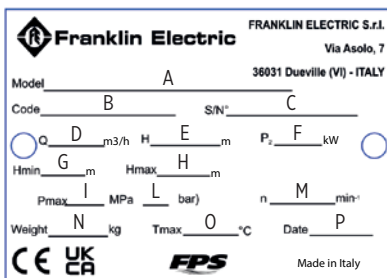 Franklin Electric
FRANKLIN ELECTRIC S.r.l.
Via Asolo, 7
36031 Dueville (VI) - ITALY
Model A
Code B S/N° C
Q D m3/h H E m P₂ F kW
Hmin G m Hmax H m
Pmax I MPa L bar) n M min⁻¹
Weight N kg Tmax O °C Date P
CE UK CA FPS Made in Italy